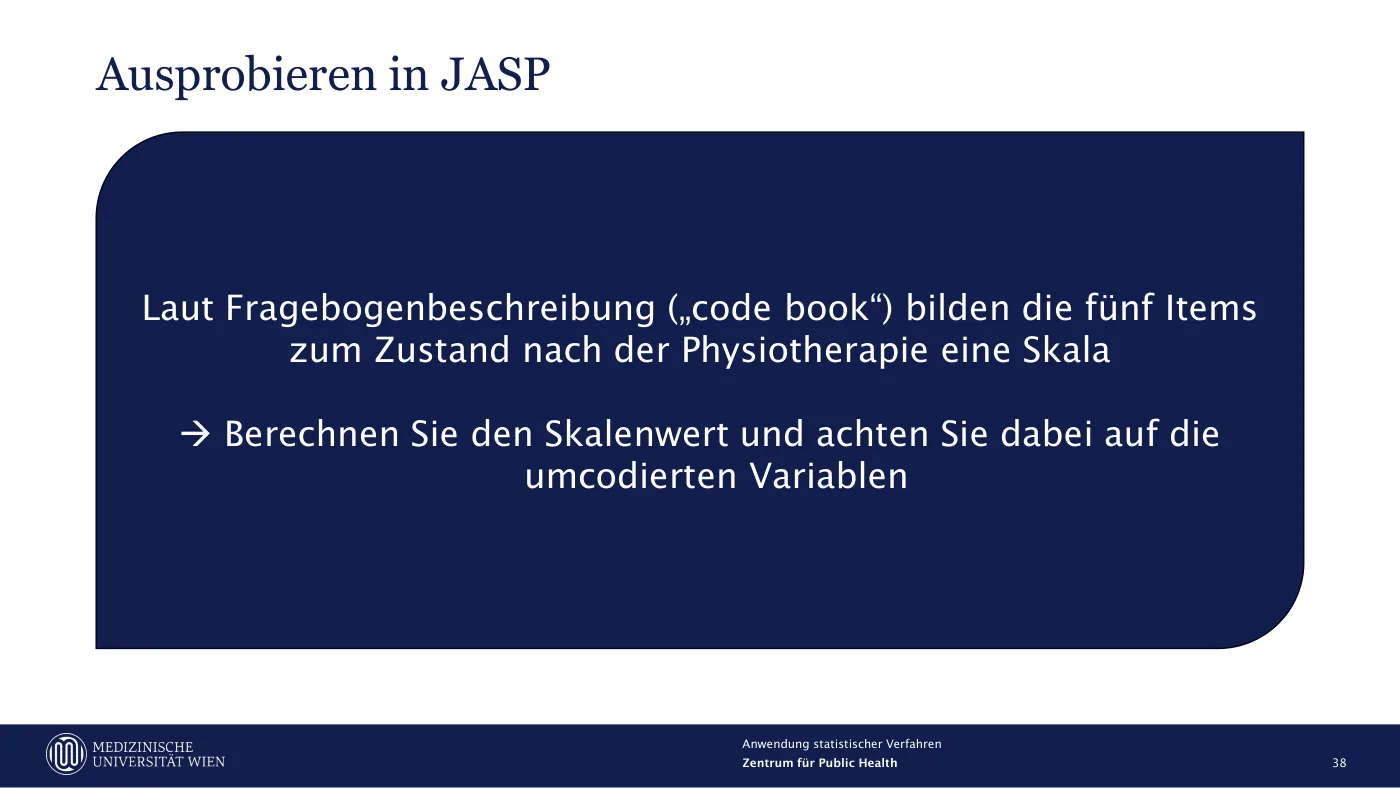 Ausprobieren in JASP
Laut Fragebogenbeschreibung („code book“) bilden die fünf Items
zum Zustand nach der Physiotherapie eine Skala
→ Berechnen Sie den Skalenwert und achten Sie dabei auf die
umcodierten Variablen
MEDIZINISCHE
UNIVERSITÄT WIEN
Anwendung statistischer Verfahren
Zentrum für Public Health
38